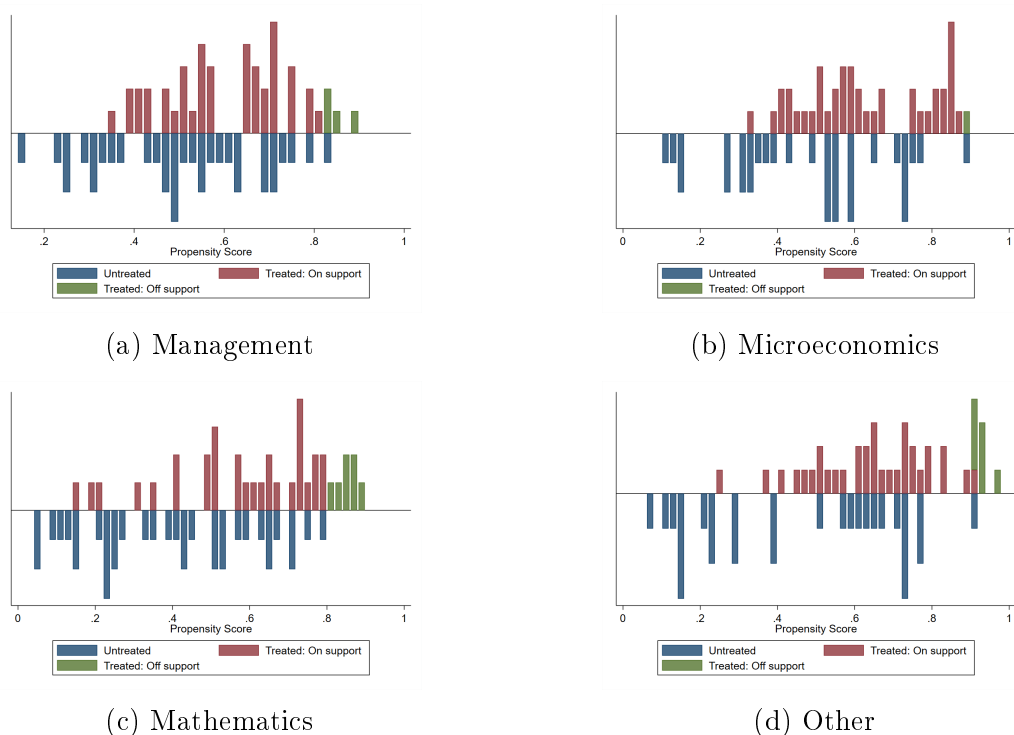 .2 .4 .6 .8 1
Propensity Score
Untreated Treated: On support
Treated: Off support
(a) Management
0 .2 .4 .6 .8 1
Propensity Score
Untreated Treated: On support
Treated: Off support
(b) Microeconomics
0 .2 .4 .6 .8 1
Propensity Score
Untreated Treated: On support
Treated: Off support
(c) Mathematics
0 .2 .4 .6 .8 1
Propensity Score
Untreated Treated: On support
Treated: Off support
(d) Other